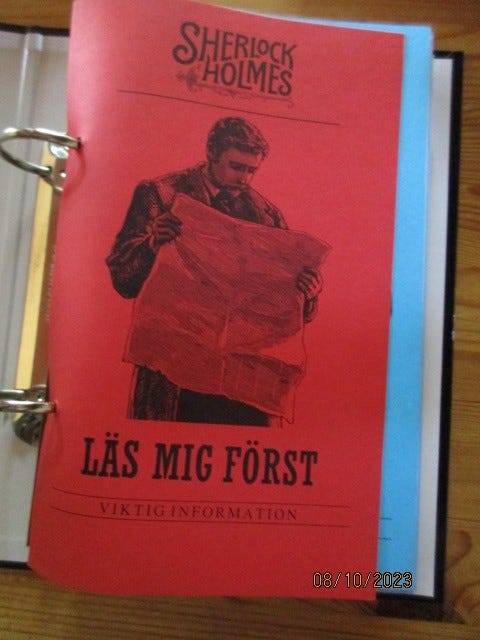 SHERLOCK
HOLMES
LÄS MIG FÖRST
VIKTIG INFORMATION
08/10/2023